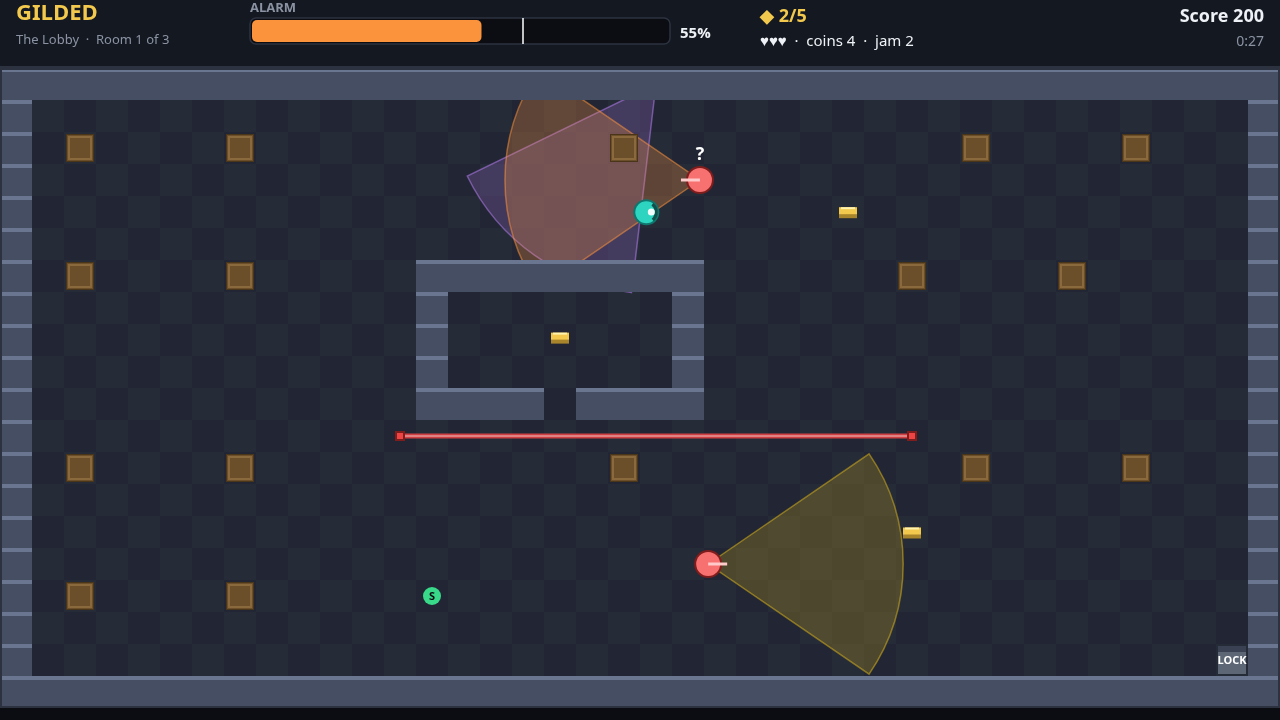 GILDED
The Lobby · Room 1 of 3
ALARM
55%
◆ 2/5
♥♥♥ · coins 4 · jam 2
Score 200
0:27
?
S
LOCK